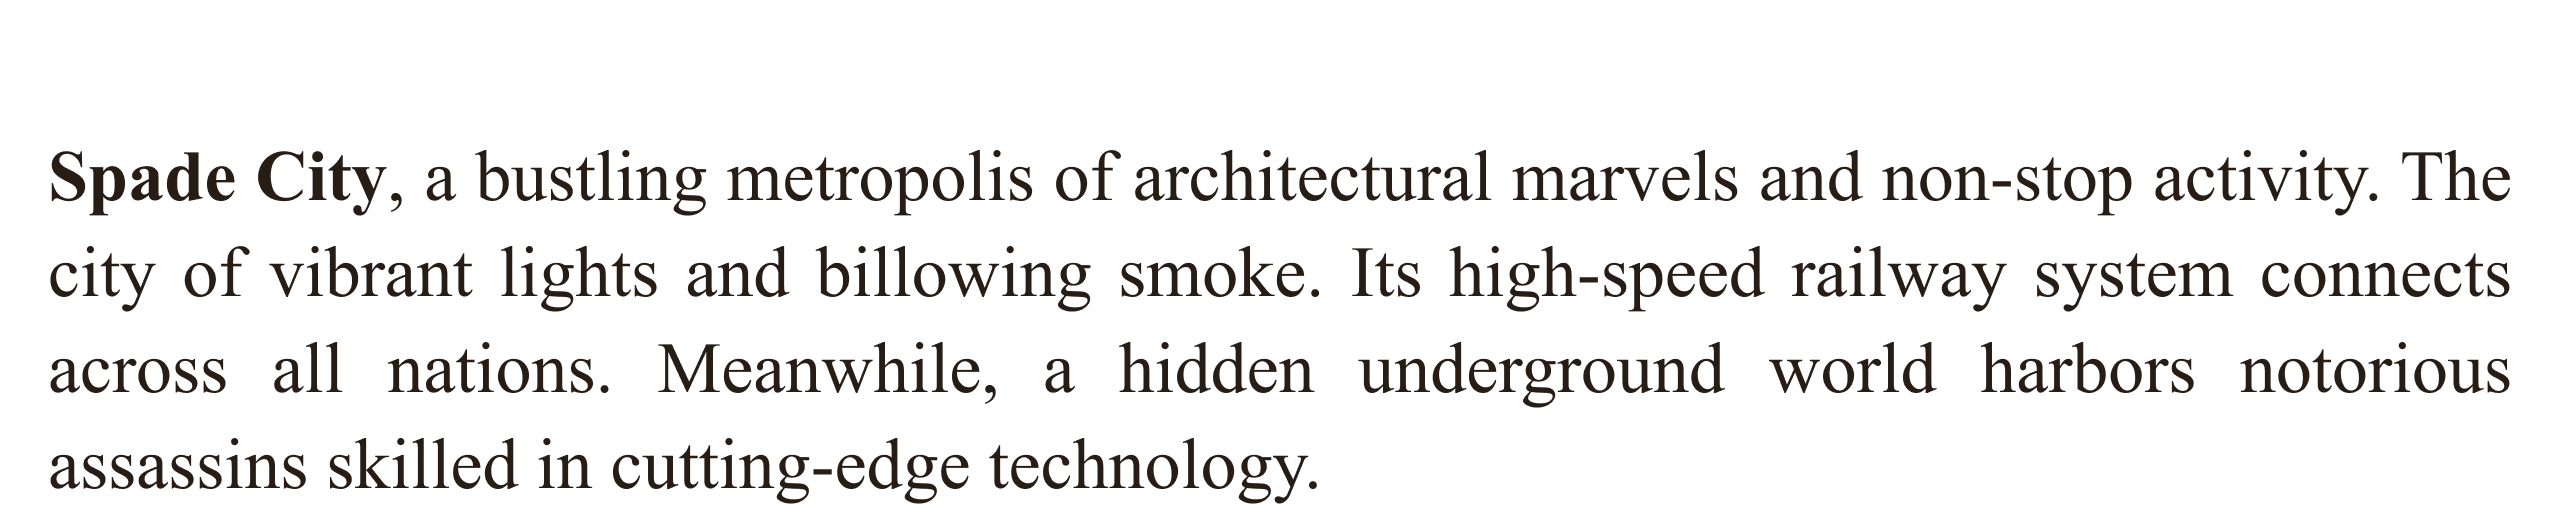 Spade City, a bustling metropolis of architectural marvels and non-stop activity. The
city of vibrant lights and billowing smoke. Its high-speed railway system connects
across all nations. Meanwhile, a hidden underground world harbors notorious
assassins skilled in cutting-edge technology.